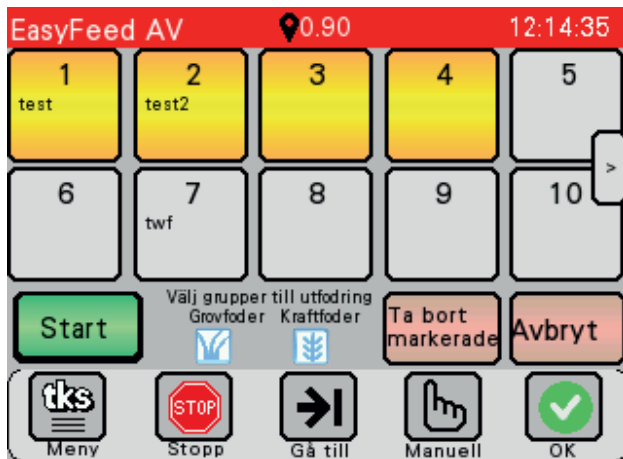 EasyFeed AV 0.90 12:14:35
1 2 3 4 5
test test2
>
6 7 8 9 10
twf
Start
Välj grupper till utfodring
Grovfoder Kraftfoder
Ta bort
markerade
Avbryt
tks
STOP
Meny Stopp Gå till Manuell OK